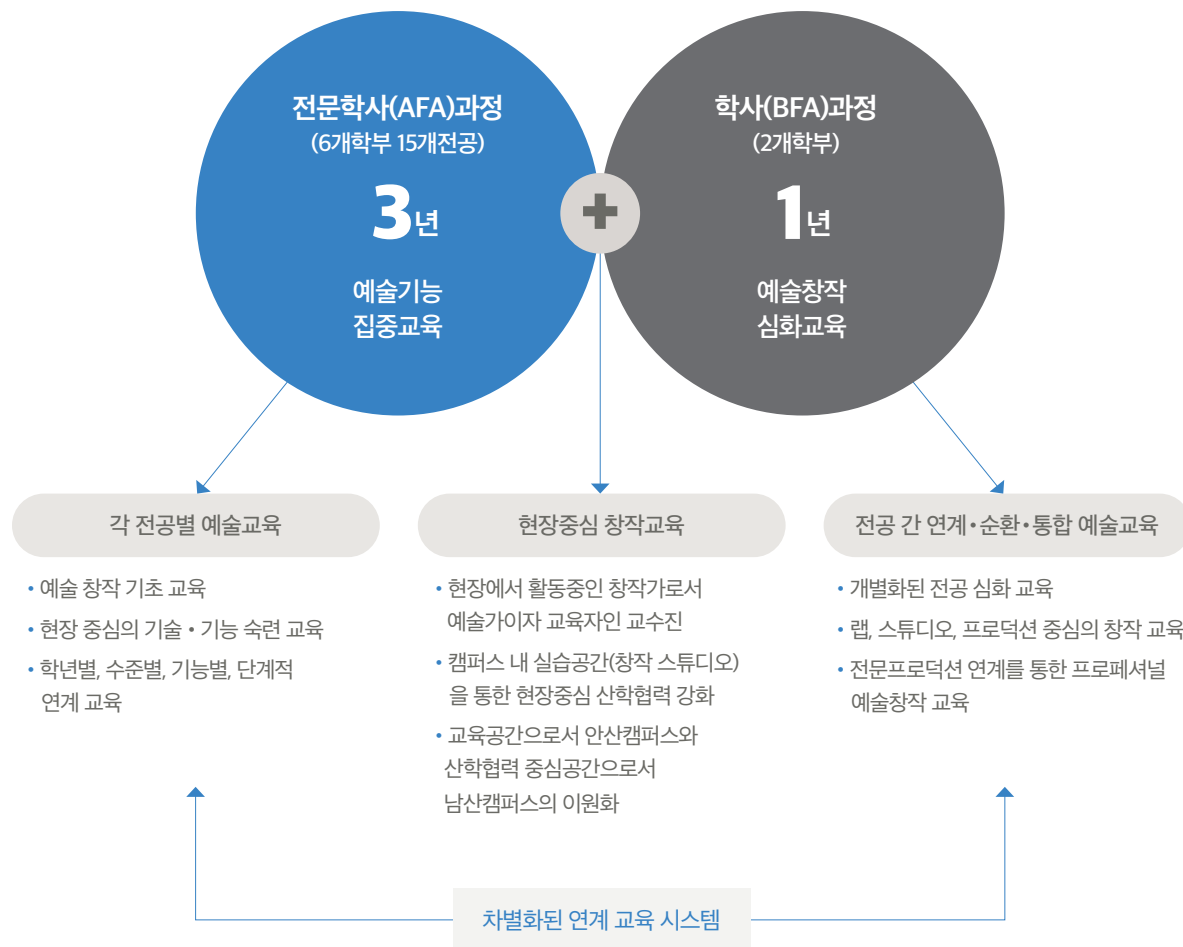 전문학사(AFA)과정
(6개학부 15개전공)
3년
예술기능
집중교육
+
학사(BFA)과정
(2개학부)
1년
예술창작
심화교육
각 전공별 예술교육
• 예술 창작 기초 교육
• 현장 중심의 기술・기능 숙련 교육
• 학년별, 수준별, 기능별, 단계적
연계 교육
현장중심 창작교육
• 현장에서 활동중인 창작가로서
예술가이자 교육자인 교수진
• 캠퍼스 내 실습공간(창작 스튜디오)
을 통한 현장중심 산학협력 강화
• 교육공간으로서 안산캠퍼스와
산학협력 중심공간으로서
남산캠퍼스의 이원화
전공 간 연계•순환•통합 예술교육
• 개별화된 전공 심화 교육
• 랩, 스튜디오, 프로덕션 중심의 창작 교육
• 전문프로덕션 연계를 통한 프로페셔널
예술창작 교육
차별화된 연계 교육 시스템